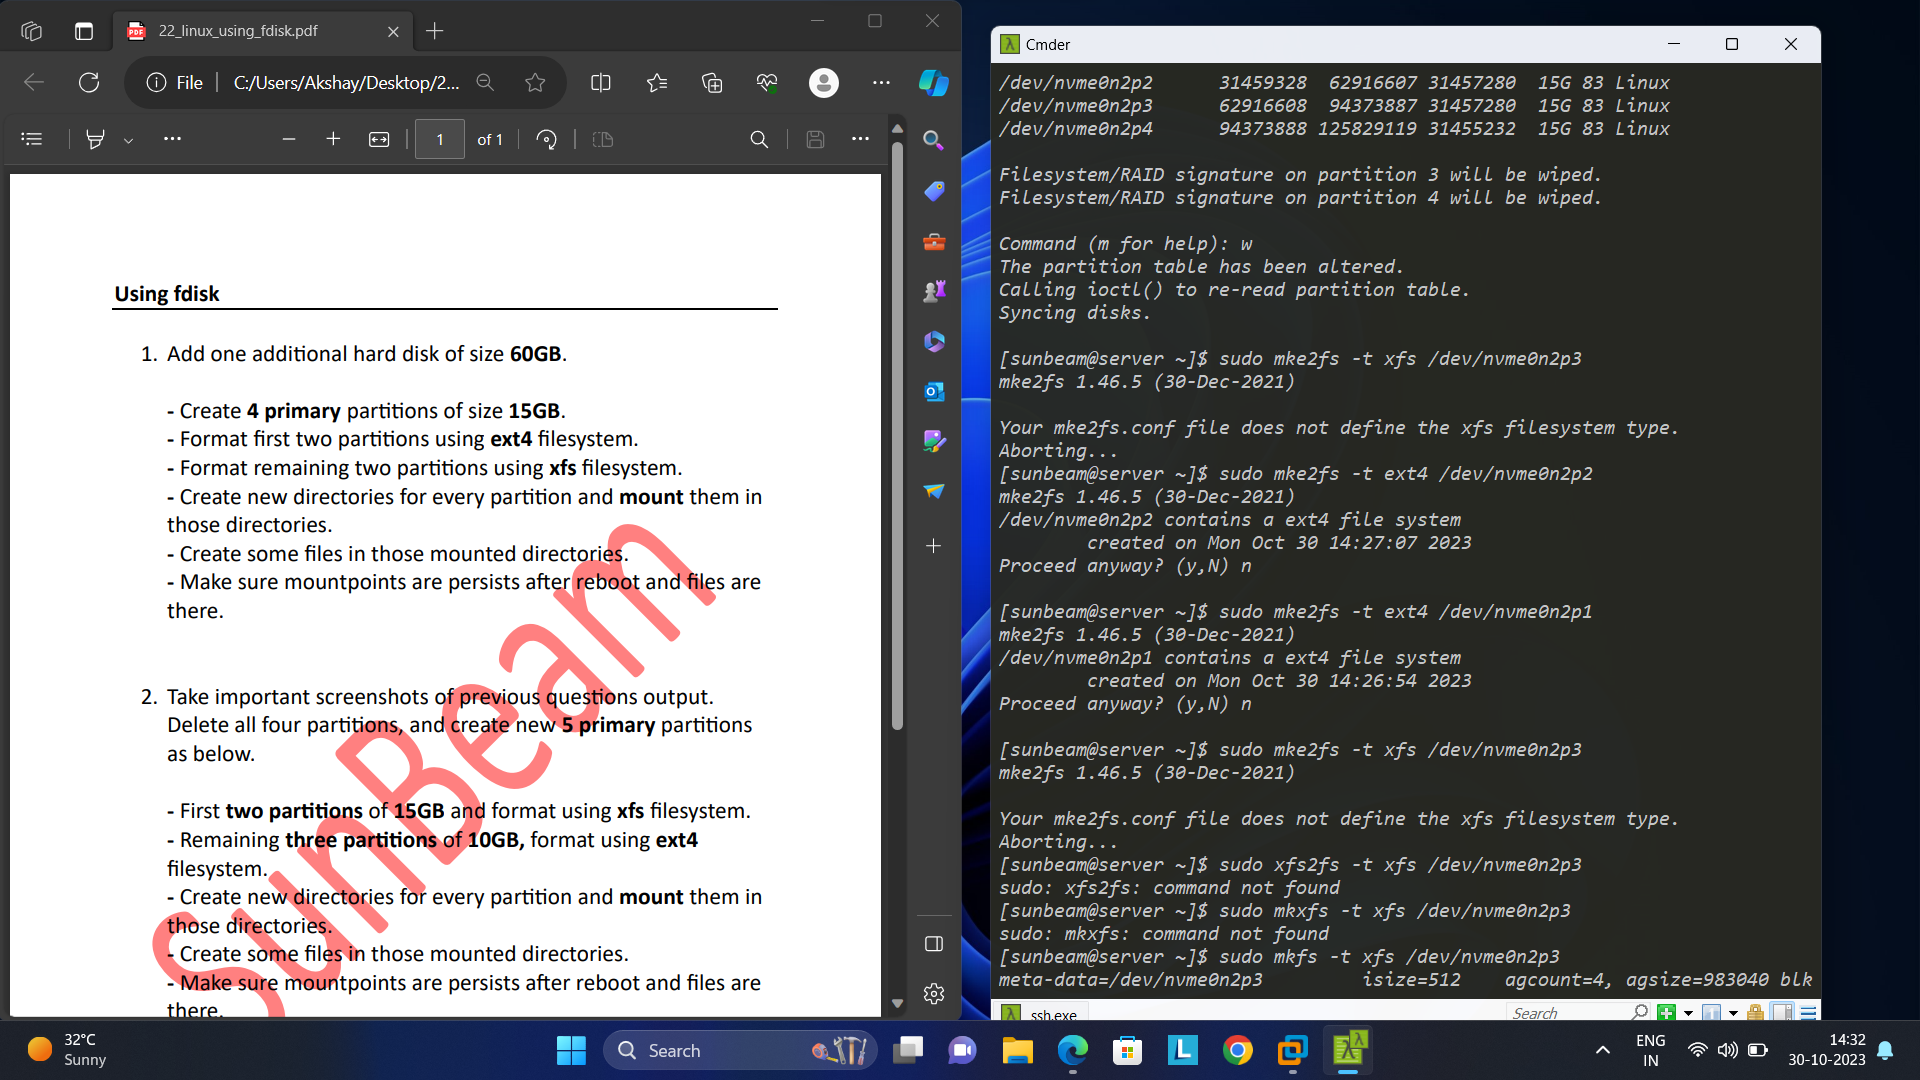 22_linux_using_fdisk.pdf
File
C:/Users/Akshay/Desktop/2...
1
of 1
Using fdisk
1. Add one additional hard disk of size 60GB.
- Create 4 primary partitions of size 15GB.
- Format first two partitions using ext4 filesystem.
- Format remaining two partitions using xfs filesystem.
- Create new directories for every partition and mount them in
those directories.
- Create some files in those mounted directories.
- Make sure mountpoints are persists after reboot and files are
there.
2. Take important screenshots of previous questions output.
Delete all four partitions, and create new 5 primary partitions
as below.
- First two partitions of 15GB and format using xfs filesystem.
- Remaining three partitions of 10GB, format using ext4
filesystem.
- Create new directories for every partition and mount them in
those directories.
- Create some files in those mounted directories.
- Make sure mountpoints are persists after reboot and files are
there.
SunBeam
Cmder
/dev/nvme0n2p2 31459328 62916607 31457280 15G 83 Linux
/dev/nvme0n2p3 62916608 94373887 31457280 15G 83 Linux
/dev/nvme0n2p4 94373888 125829119 31455232 15G 83 Linux
Filesystem/RAID signature on partition 3 will be wiped.
Filesystem/RAID signature on partition 4 will be wiped.
Command (m for help): w
The partition table has been altered.
Calling ioctl() to re-read partition table.
Syncing disks.
[sunbeam@server ~]$ sudo mke2fs -t xfs /dev/nvme0n2p3
mke2fs 1.46.5 (30-Dec-2021)
Your mke2fs.conf file does not define the xfs filesystem type.
Aborting...
[sunbeam@server ~]$ sudo mke2fs -t ext4 /dev/nvme0n2p2
mke2fs 1.46.5 (30-Dec-2021)
/dev/nvme0n2p2 contains a ext4 file system
created on Mon Oct 30 14:27:07 2023
Proceed anyway? (y,N) n
[sunbeam@server ~]$ sudo mke2fs -t ext4 /dev/nvme0n2p1
mke2fs 1.46.5 (30-Dec-2021)
/dev/nvme0n2p1 contains a ext4 file system
created on Mon Oct 30 14:26:54 2023
Proceed anyway? (y,N) n
[sunbeam@server ~]$ sudo mke2fs -t xfs /dev/nvme0n2p3
mke2fs 1.46.5 (30-Dec-2021)
Your mke2fs.conf file does not define the xfs filesystem type.
Aborting...
[sunbeam@server ~]$ sudo xfs2fs -t xfs /dev/nvme0n2p3
sudo: xfs2fs: command not found
[sunbeam@server ~]$ sudo mkxfs -t xfs /dev/nvme0n2p3
sudo: mkxfs: command not found
[sunbeam@server ~]$ sudo mkfs -t xfs /dev/nvme0n2p3
meta-data=/dev/nvme0n2p3 isize=512 agcount=4, agsize=983040 blk
ssh.exe
Search
32°C
Sunny
Search
ENG
IN
14:32
30-10-2023